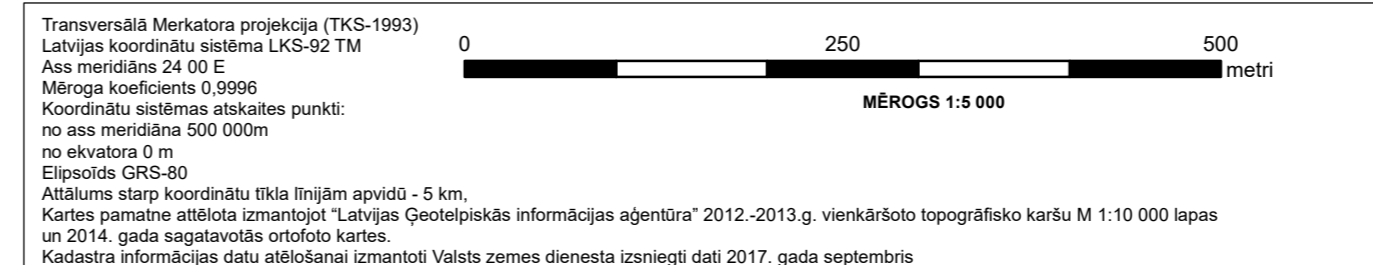 Transversālā Merkatora projekcija (TKS-1993)
Latvijas koordinātu sistēma LKS-92 TM
Ass meridiāns 24 00 E
Mēroga koeficients 0,9996
Koordinātu sistēmas atskaites punkti:
no ass meridiāna 500 000m
no ekvatora 0 m
Elipsoīds GRS-80
Attālums starp koordinātu tīkla līnijām apvidū - 5 km,
Kartes pamatne attēlota izmantojot “Latvijas Ģeotelpiskās informācijas aģentūra” 2012.-2013.g. vienkāršoto topogrāfisko karšu M 1:10 000 lapas
un 2014. gada sagatavotās ortofoto kartes.
Kadastra informācijas datu atēlošanai izmantoti Valsts zemes dienesta izsniegti dati 2017. gada septembris
0 250 500
metri
MĒROGS 1:5 000